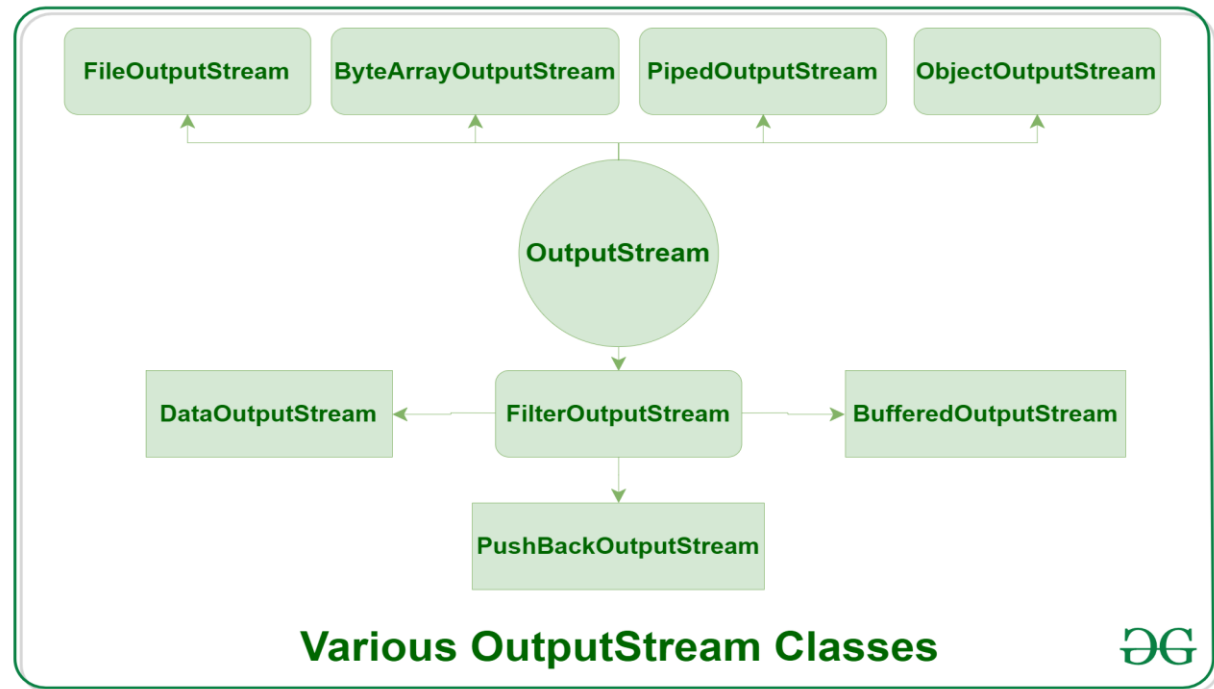 FileOutputStream
ByteArrayOutputStream
PipedOutputStream
ObjectOutputStream
OutputStream
DataOutputStream
FilterOutputStream
BufferedOutputStream
PushBackOutputStream
Various OutputStream Classes